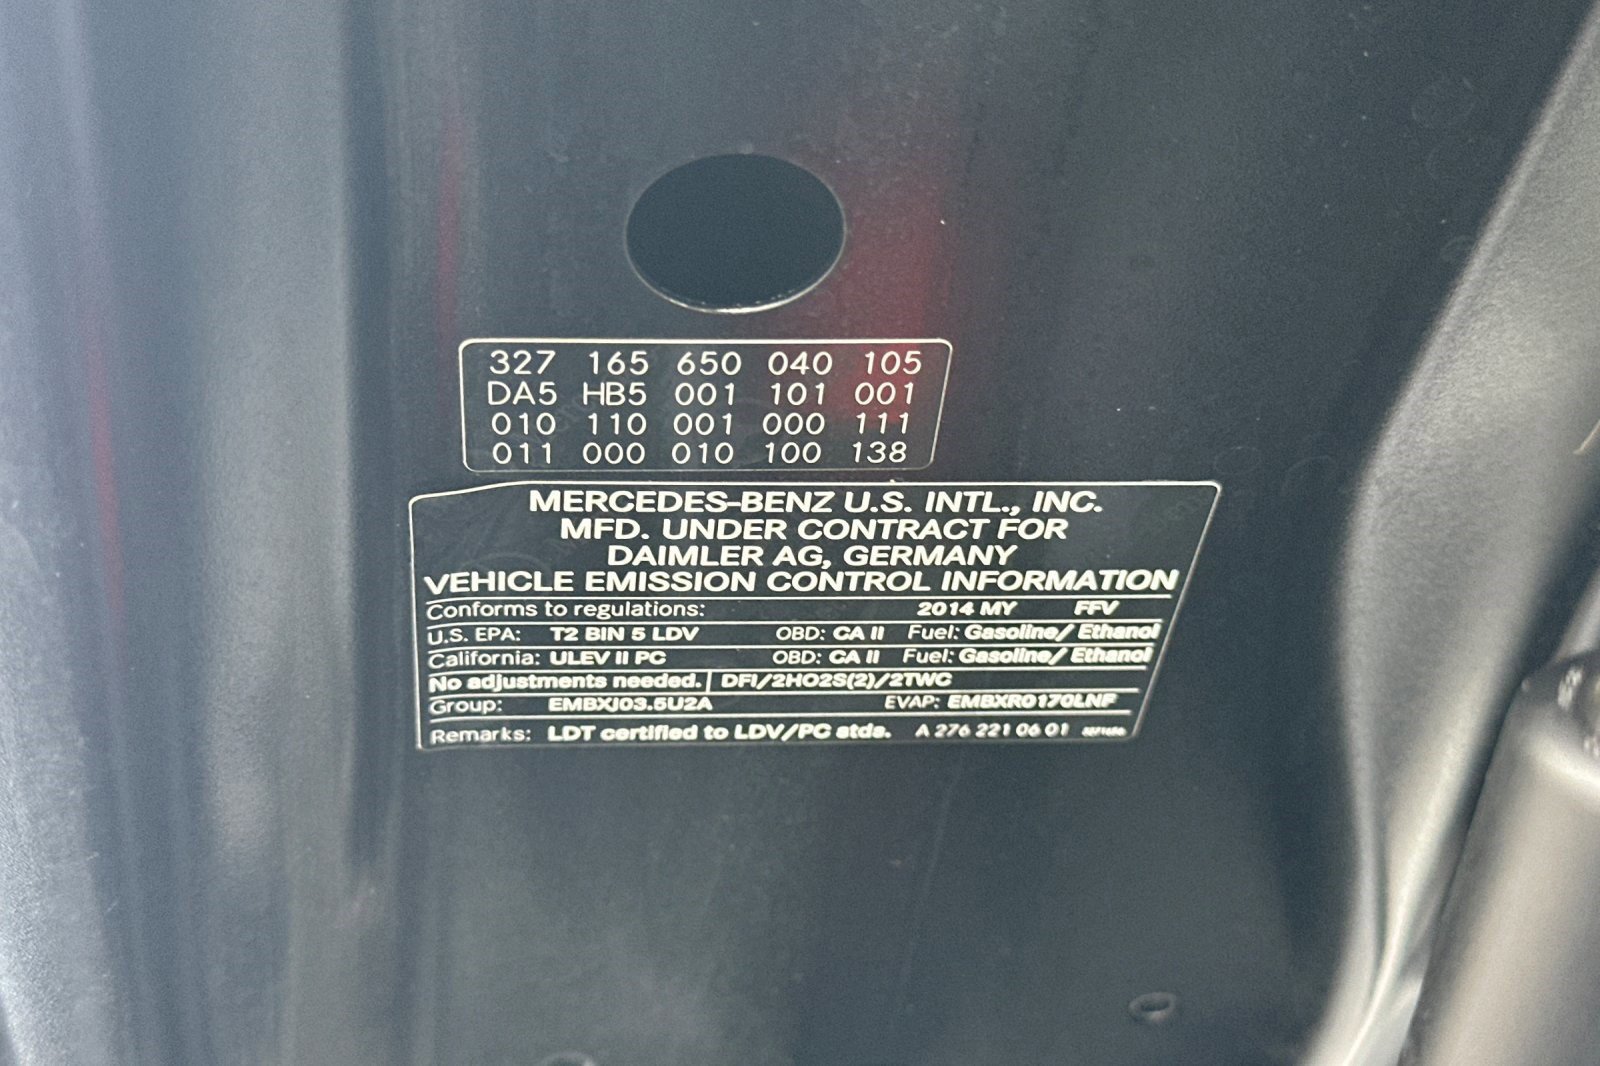 327 165 650 040 105
DA5 HB5 001 101 001
010 110 001 000 111
011 000 010 100 138
MERCEDES-BENZ U.S. INTL., INC.
MFD. UNDER CONTRACT FOR
DAIMLER AG, GERMANY
VEHICLE EMISSION CONTROL INFORMATION
Conforms to regulations: 2014 MY FFV
U.S. EPA: T2 BIN 5 LDV OBD: CA II Fuel: Gasoline/ Ethanol
California: ULEV II PC OBD: CA II Fuel: Gasoline/ Ethanol
No adjustments needed. DFI/2HO2S(2)/2TWC
Group: EMBXJ03.5U2A EVAP: EMBXR0170LNF
Remarks: LDT certified to LDV/PC stds. A 276 221 06 01